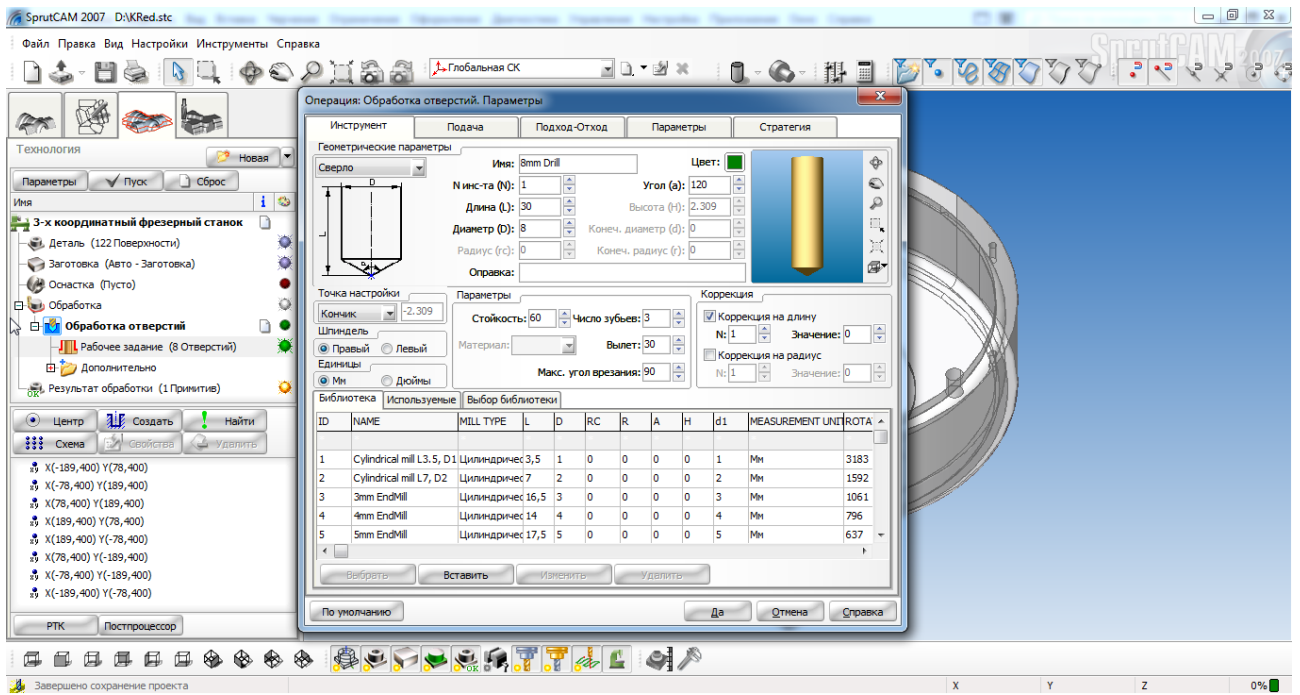 SprutCAM 2007 D:\KRed.stc
Файл Правка Вид Настройки Инструменты Справка
Глобальная СК
SprutCAM 2007
Технология
Новая
Параметры Пуск Сброс
Имя
3-х координатный фрезерный станок
Деталь (122 Поверхности)
Заготовка (Авто - Заготовка)
Оснастка (Пусто)
Обработка
Обработка отверстий
Рабочее задание (8 Отверстий)
Дополнительно
Результат обработки (1 Примитив)
Центр Создать Найти
Схема Свойства Удалить
X(-189,400) Y(78,400)
X(-78,400) Y(189,400)
X(78,400) Y(189,400)
X(189,400) Y(78,400)
X(189,400) Y(-78,400)
X(78,400) Y(-189,400)
X(-78,400) Y(-189,400)
X(-189,400) Y(-78,400)
РТК Постпроцессор
Операция: Обработка отверстий. Параметры
Инструмент Подача Подход-Отход Параметры Стратегия
Геометрические параметры
Сверло
Имя: 8mm Drill Цвет:
N инс-та (N): 1 Угол (a): 120
Длина (L): 30 Высота (H): 2.309
Диаметр (D): 8 Конеч. диаметр (d): 0
Радиус (rc): 0 Конеч. радиус (r): 0
Оправка:
D
L
Точка настройки
Кончик -2.309
Шпиндель
Правый Левый
Единицы
Мм Дюймы
Параметры
Стойкость: 60 Число зубьев: 3
Материал: Вылет: 30
Макс. угол врезания: 90
Коррекция
Коррекция на длину
N: 1 Значение: 0
Коррекция на радиус
N: 1 Значение: 0
Библиотека Используемые Выбор библиотеки
ID NAME MILL TYPE L D RC R A H d1 MEASUREMENT UNIT ROTA
1 Cylindrical mill L3.5, D1 Цилиндричес 3,5 1 0 0 0 0 1 Мм 3183
2 Cylindrical mill L7, D2 Цилиндричес 7 2 0 0 0 0 2 Мм 1592
3 3mm EndMill Цилиндричес 16,5 3 0 0 0 0 3 Мм 1061
4 4mm EndMill Цилиндричес 14 4 0 0 0 0 4 Мм 796
5 5mm EndMill Цилиндричес 17,5 5 0 0 0 0 5 Мм 637
Выбрать Вставить Изменить Удалить
По умолчанию Да Отмена Справка
Завершено сохранение проекта X Y Z 0%